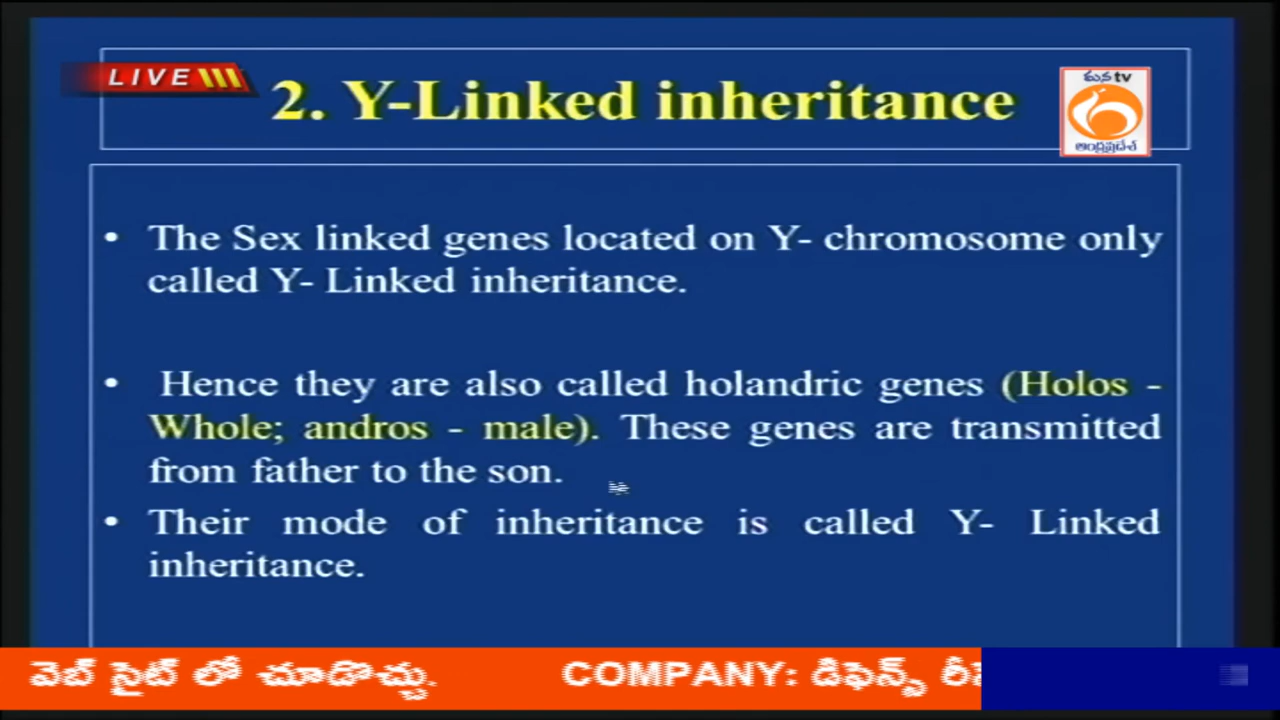 LIVE
2. Y-Linked inheritance
మన tv
ఆంధ్రప్రదేశ్
• The Sex linked genes located on Y- chromosome only
called Y- Linked inheritance.
• Hence they are also called holandric genes (Holos -
Whole; andros - male). These genes are transmitted
from father to the son.
• Their mode of inheritance is called Y- Linked
inheritance.
వెబ్ సైట్ లో చూడొచ్చు. COMPANY: డిఫెన్స్